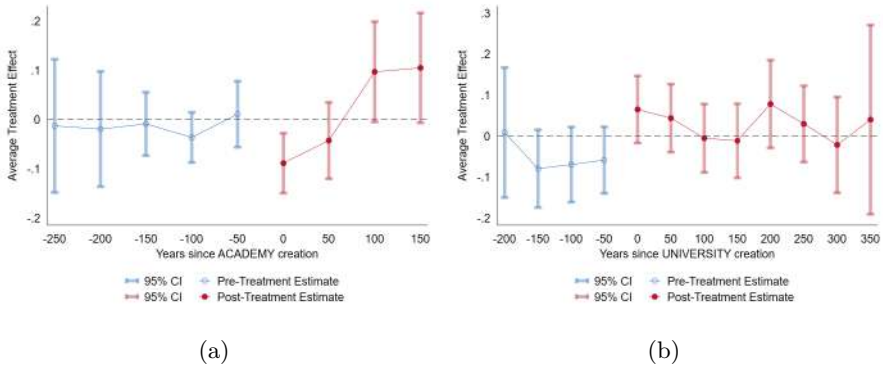 .2
.1
0
-.1
-.2
Average Treatment Effect
-250 -200 -150 -100 -50 0 50 100 150
Years since ACADEMY creation
95% CI Pre-Treatment Estimate
95% CI Post-Treatment Estimate
(a)
.3
.2
.1
0
-.1
-.2
Average Treatment Effect
-200 -150 -100 -50 0 50 100 150 200 250 300 350
Years since UNIVERSITY creation
95% CI Pre-Treatment Estimate
95% CI Post-Treatment Estimate
(b)